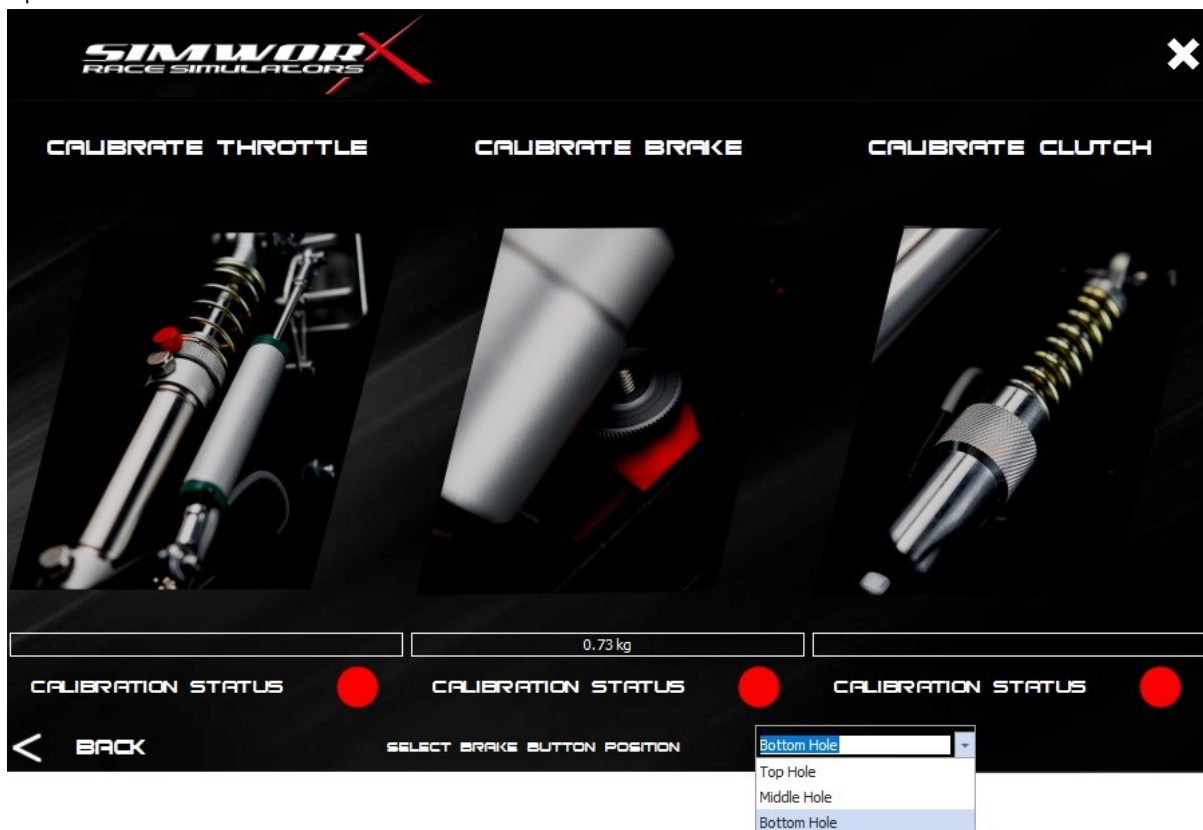 SIMWORX
RACE SIMULATORS
CALIBRATE THROTTLE
CALIBRATE BRAKE
CALIBRATE CLUTCH
0.73 kg
CALIBRATION STATUS
CALIBRATION STATUS
CALIBRATION STATUS
< BACK
SELECT BRAKE BUTTON POSITION
Bottom Hole
Top Hole
Middle Hole
Bottom Hole